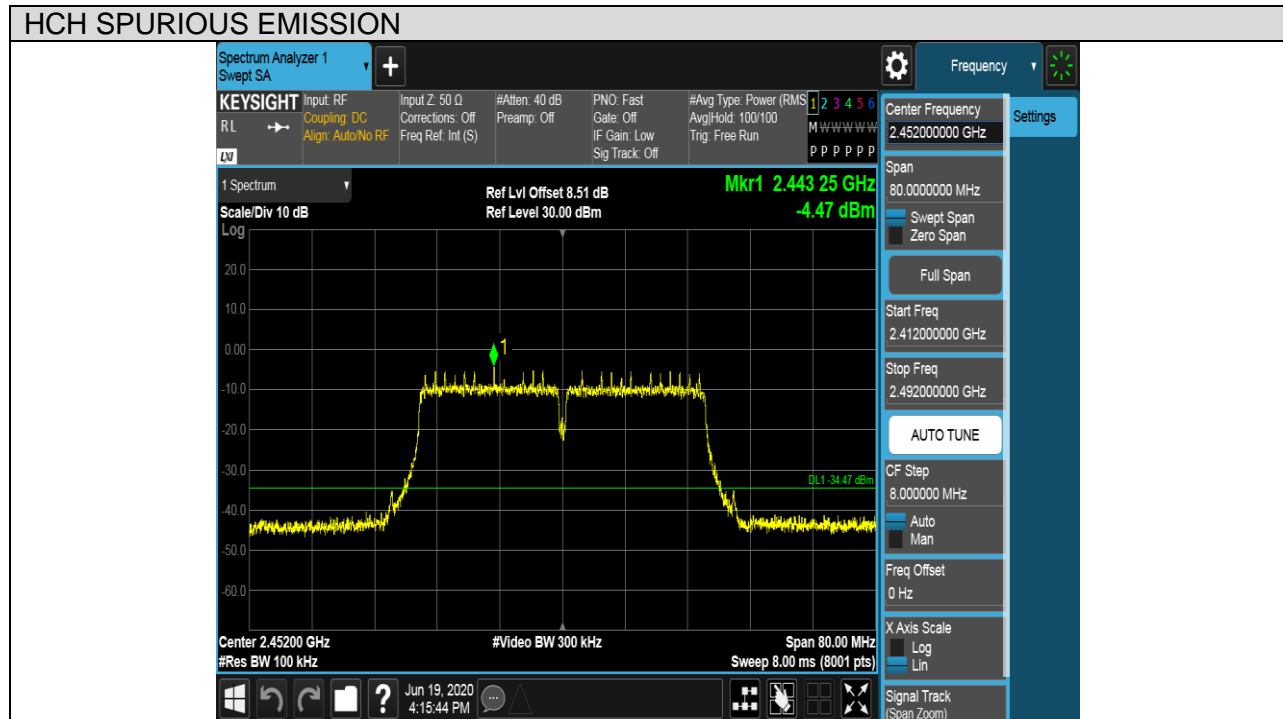 HCH SPURIOUS EMISSION
Spectrum Analyzer 1
Swept SA
+
Frequency
KEYSIGHT
R L
LXI
Input: RF
Coupling: DC
Align: Auto/No RF
Input Z: 50 Ω
Corrections: Off
Freq Ref: Int (S)
#Atten: 40 dB
Preamp: Off
PNO: Fast
Gate: Off
IF Gain: Low
Sig Track: Off
#Avg Type: Power (RMS
Avg|Hold: 100/100
Trig: Free Run
1 2 3 4 5 6
M W W W W W
P P P P P P
1 Spectrum
Scale/Div 10 dB
Ref Lvl Offset 8.51 dB
Ref Level 30.00 dBm
Mkr1 2.443 25 GHz
-4.47 dBm
Log
20.0
10.0
0.00
-10.0
-20.0
-30.0
-40.0
-50.0
-60.0
1
DL1 -34.47 dBm
Center 2.45200 GHz
#Res BW 100 kHz
#Video BW 300 kHz
Span 80.00 MHz
Sweep 8.00 ms (8001 pts)
Center Frequency
2.452000000 GHz
Settings
Span
80.0000000 MHz
Swept Span
Zero Span
Full Span
Start Freq
2.412000000 GHz
Stop Freq
2.492000000 GHz
AUTO TUNE
CF Step
8.000000 MHz
Auto
Man
Freq Offset
0 Hz
X Axis Scale
Log
Lin
Signal Track
(Span Zoom)
?
Jun 19, 2020
4:15:44 PM